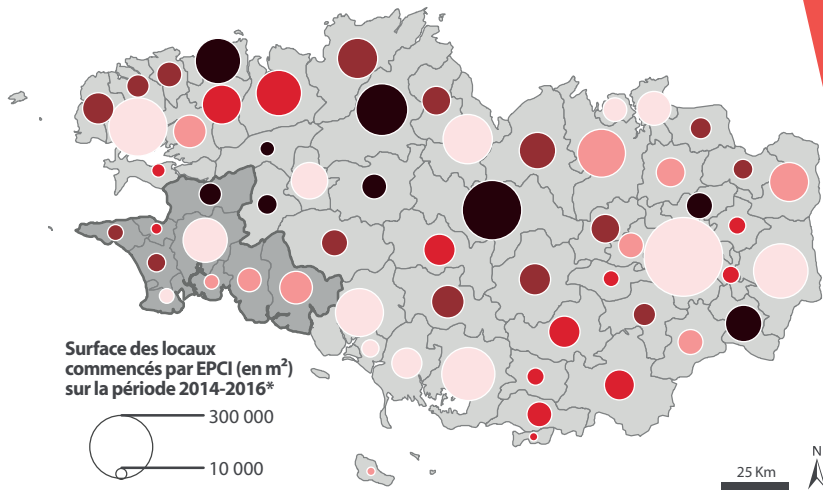 Surface des locaux
commencés par EPCI (en m²)
sur la période 2014-2016*
300 000
10 000
25 Km
N